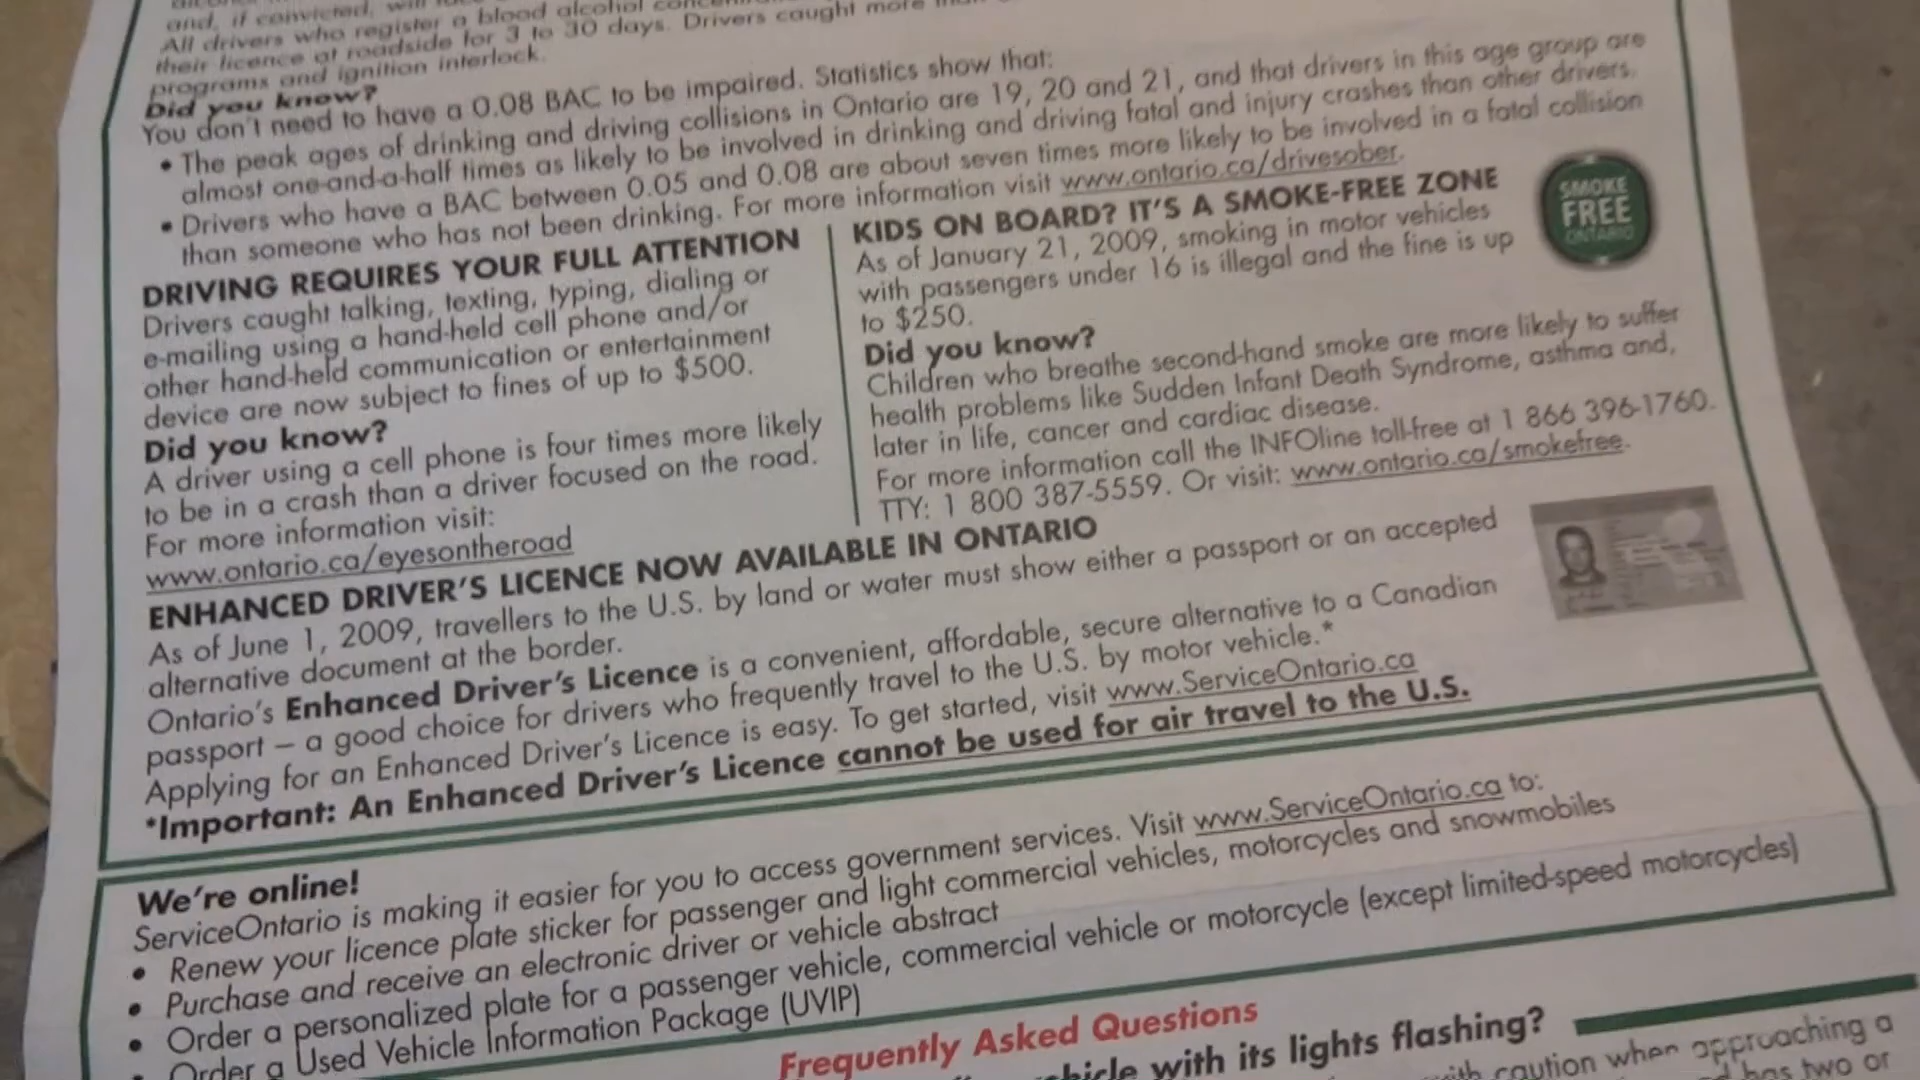 and, if convicted, will
All drivers who register a blood alcohol
their licence at roadside for 3 to 30 days. Drivers caught more
programs and ignition interlock.
Did you know?
You don't need to have a 0.08 BAC to be impaired. Statistics show that:
• The peak ages of drinking and driving collisions in Ontario are 19, 20 and 21, and that drivers in this age group are
almost one-and-a-half times as likely to be involved in drinking and driving fatal and injury crashes than other drivers.
• Drivers who have a BAC between 0.05 and 0.08 are about seven times more likely to be involved in a fatal collision
than someone who has not been drinking. For more information visit www.ontario.ca/drivesober.
DRIVING REQUIRES YOUR FULL ATTENTION
Drivers caught talking, texting, typing, dialing or
e-mailing using a hand-held cell phone and/or
other hand-held communication or entertainment
device are now subject to fines of up to $500.
Did you know?
A driver using a cell phone is four times more likely
to be in a crash than a driver focused on the road.
For more information visit:
www.ontario.ca/eyesontheroad
KIDS ON BOARD? IT'S A SMOKE-FREE ZONE
As of January 21, 2009, smoking in motor vehicles
with passengers under 16 is illegal and the fine is up
to $250.
Did you know?
Children who breathe second-hand smoke are more likely to suffer
health problems like Sudden Infant Death Syndrome, asthma and,
later in life, cancer and cardiac disease.
For more information call the INFOline toll-free at 1 866 396-1760.
TTY: 1 800 387-5559. Or visit: www.ontario.ca/smokefree.
SMOKE
FREE
ONTARIO
ENHANCED DRIVER'S LICENCE NOW AVAILABLE IN ONTARIO
As of June 1, 2009, travellers to the U.S. by land or water must show either a passport or an accepted
alternative document at the border.
Ontario's Enhanced Driver's Licence is a convenient, affordable, secure alternative to a Canadian
passport – a good choice for drivers who frequently travel to the U.S. by motor vehicle.*
Applying for an Enhanced Driver's Licence is easy. To get started, visit www.ServiceOntario.ca
*Important: An Enhanced Driver's Licence cannot be used for air travel to the U.S.
We're online!
ServiceOntario is making it easier for you to access government services. Visit www.ServiceOntario.ca to:
• Renew your licence plate sticker for passenger and light commercial vehicles, motorcycles and snowmobiles
• Purchase and receive an electronic driver or vehicle abstract
• Order a personalized plate for a passenger vehicle, commercial vehicle or motorcycle (except limited-speed motorcycles)
• Order a Used Vehicle Information Package (UVIP)
Frequently Asked Questions
vehicle with its lights flashing?
with caution when approaching a
has two or